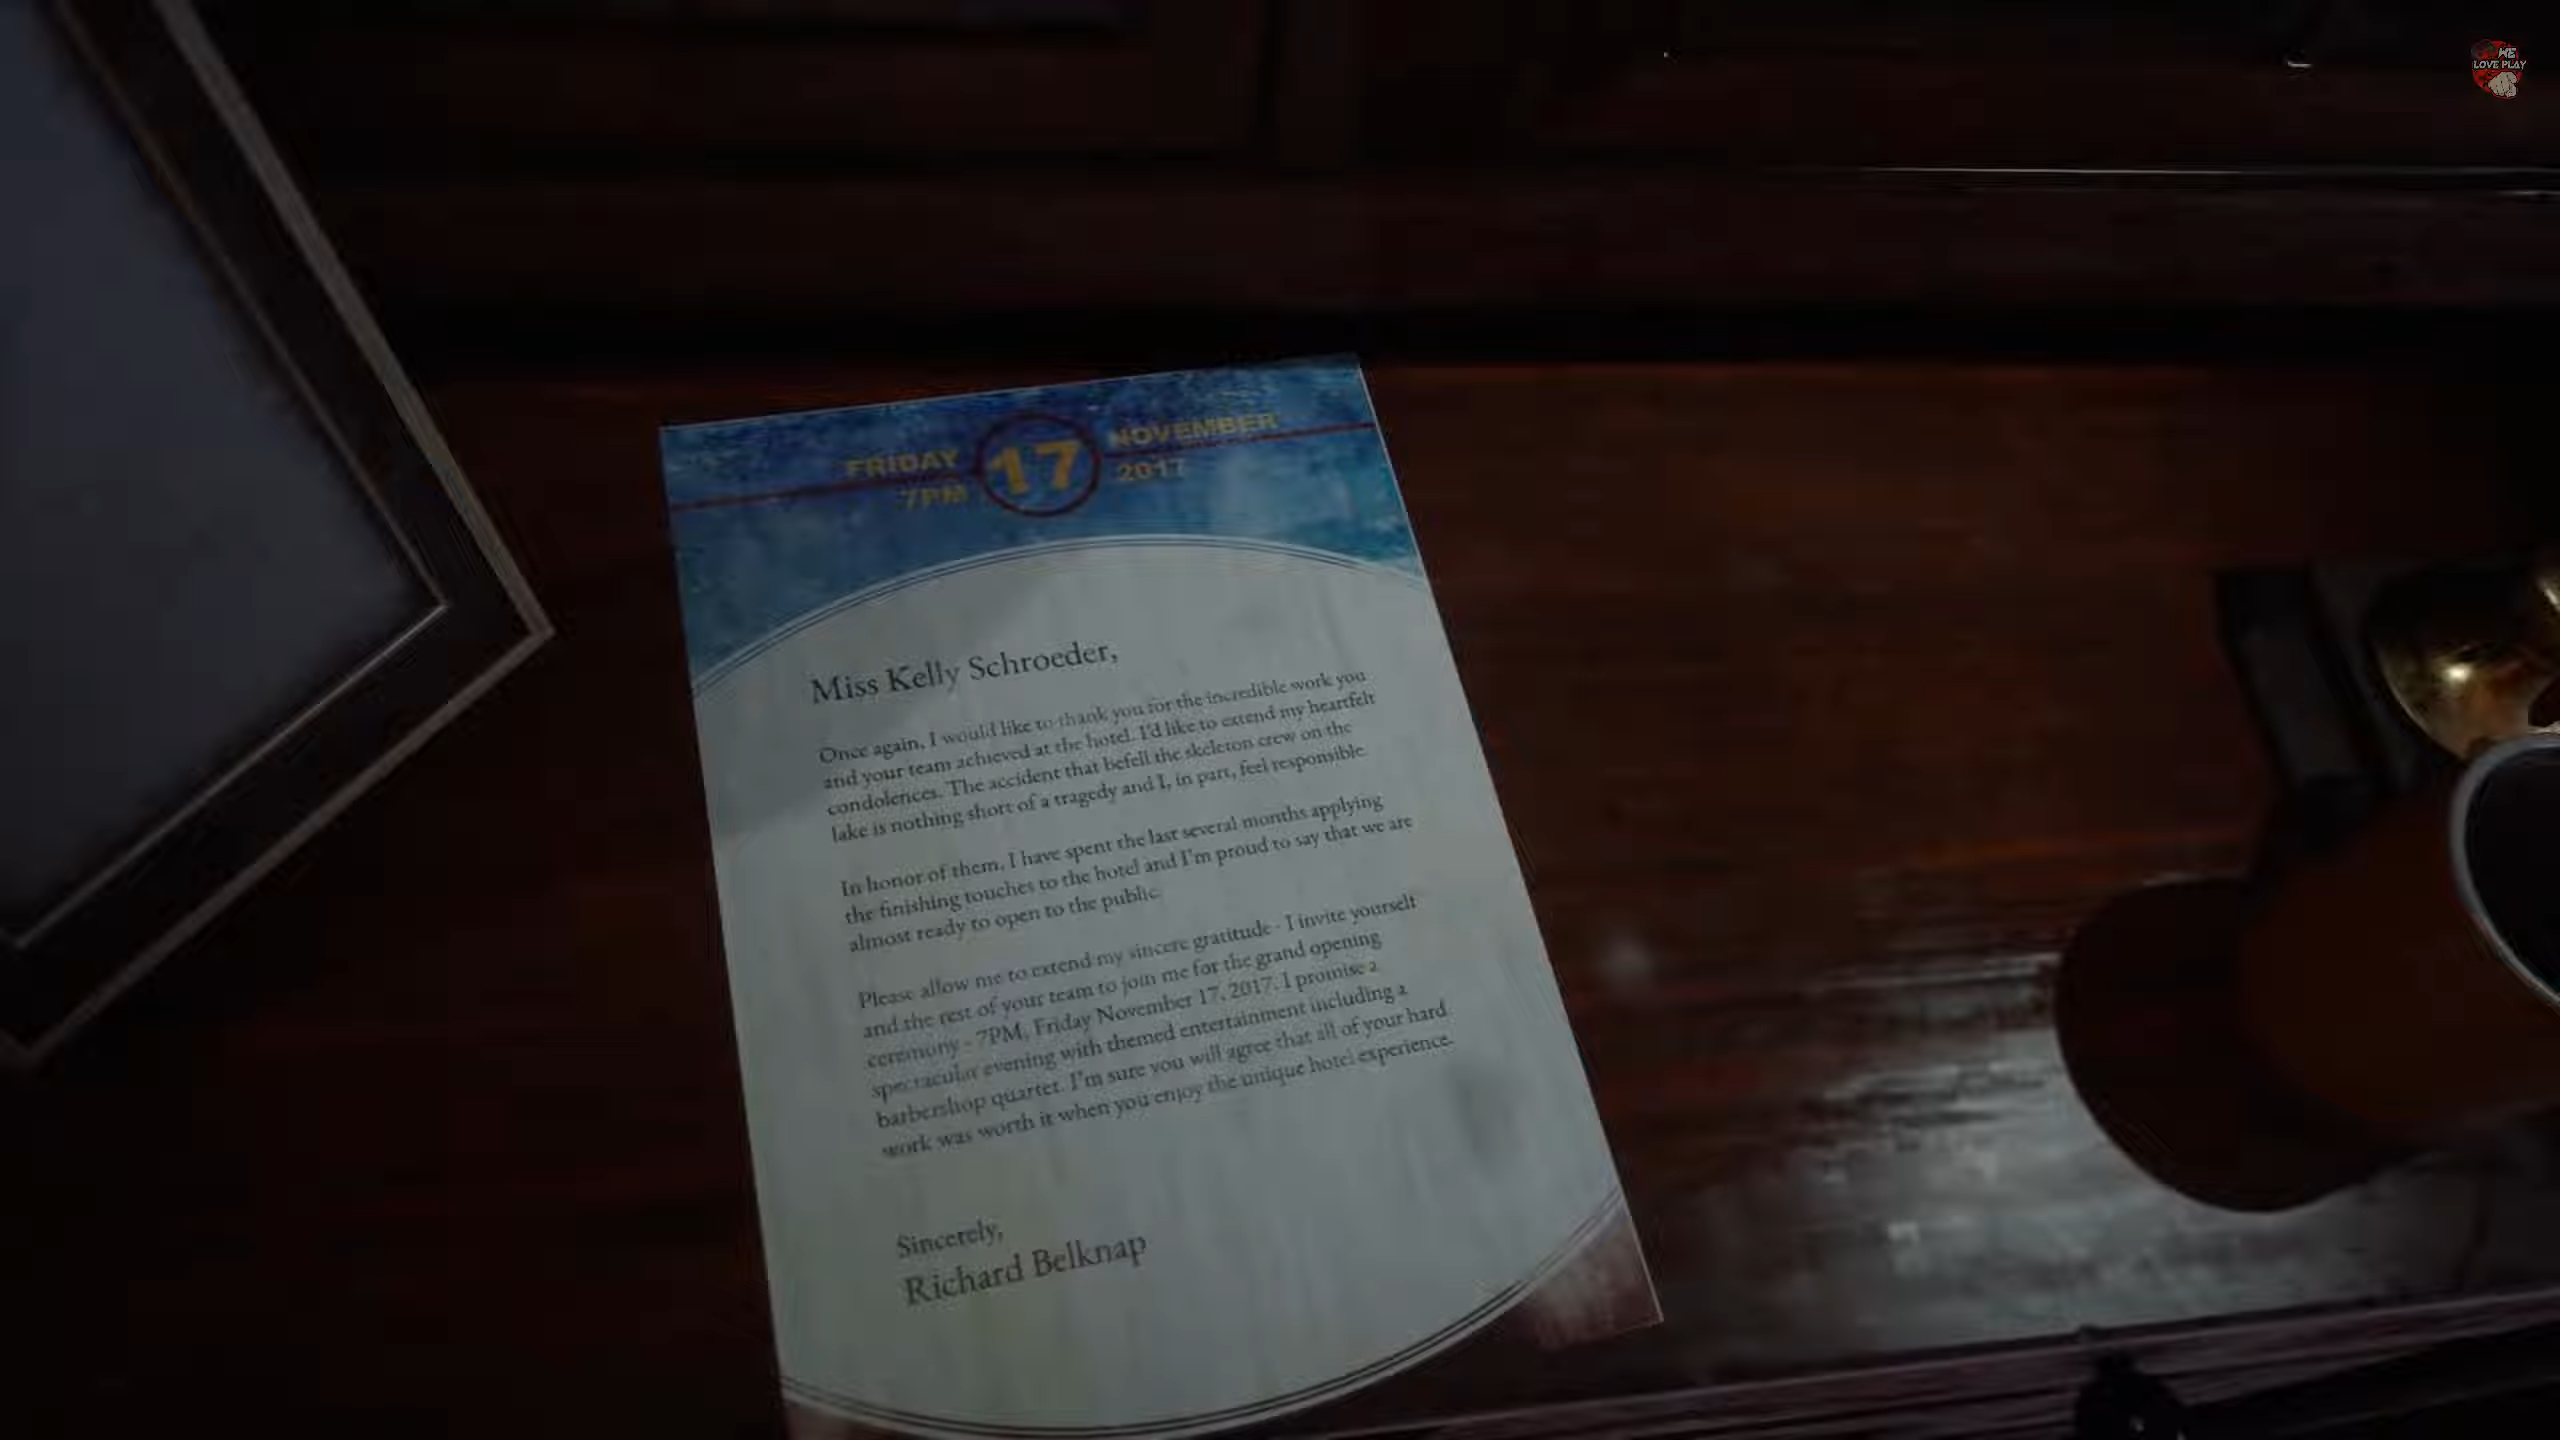 WE
LOVE PLAY
FRIDAY 17 NOVEMBER
7PM 2017
Miss Kelly Schroeder,
Once again, I would like to thank you for the incredible work you
and your team achieved at the hotel. I'd like to extend my heartfelt
condolences. The accident that befell the skeleton crew on the
lake is nothing short of a tragedy and I, in part, feel responsible.
In honor of them, I have spent the last several months applying
the finishing touches to the hotel and I'm proud to say that we are
almost ready to open to the public.
Please allow me to extend my sincere gratitude - I invite yourself
and the rest of your team to join me for the grand opening
ceremony - 7PM, Friday November 17, 2017. I promise a
spectacular evening with themed entertainment including a
barbershop quartet. I'm sure you will agree that all of your hard
work was worth it when you enjoy the unique hotel experience.
Sincerely,
Richard Belknap